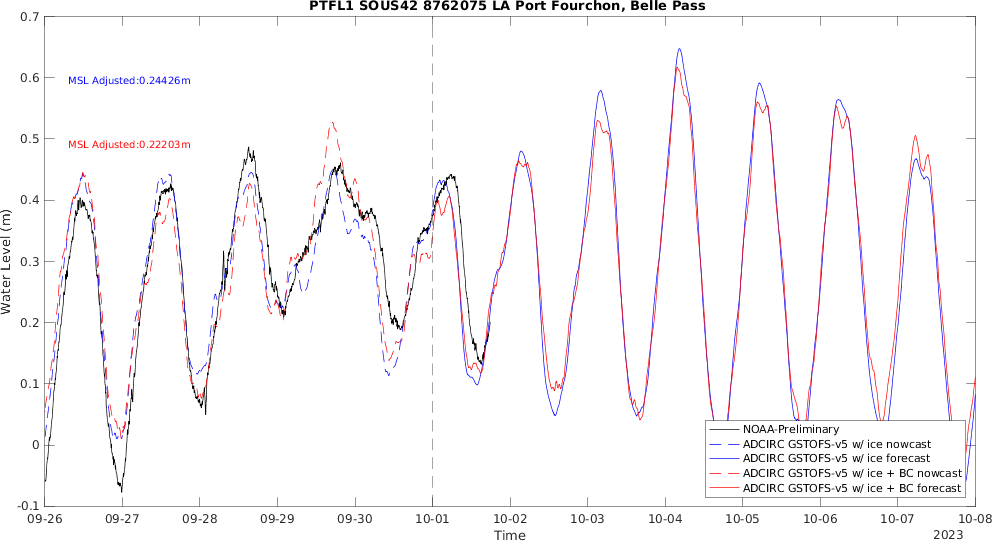 PTFL1 SOUS42 8762075 LA Port Fourchon, Belle Pass
0.7
0.6
0.5
0.4
0.3
0.2
0.1
0
-0.1
Water Level (m)
MSL Adjusted:0.24426m
MSL Adjusted:0.22203m
NOAA-Preliminary
ADCIRC GSTOFS-v5 w/ ice nowcast
ADCIRC GSTOFS-v5 w/ ice forecast
ADCIRC GSTOFS-v5 w/ ice + BC nowcast
ADCIRC GSTOFS-v5 w/ ice + BC forecast
09-26 09-27 09-28 09-29 09-30 10-01 10-02 10-03 10-04 10-05 10-06 10-07 10-08
Time
2023